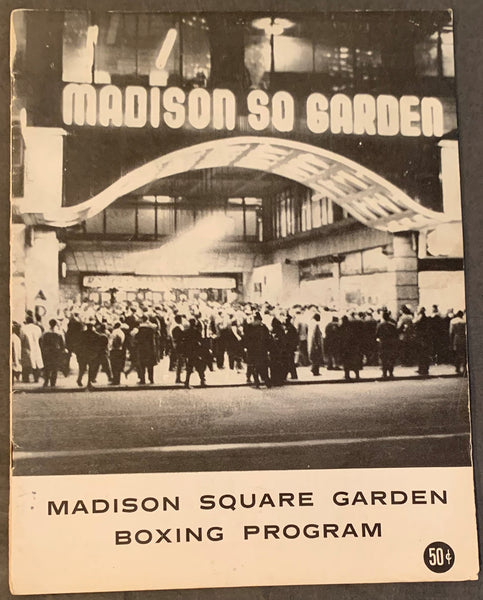 MADISON SQ GARDEN
MADISON SQUARE GARDEN
BOXING PROGRAM
50¢